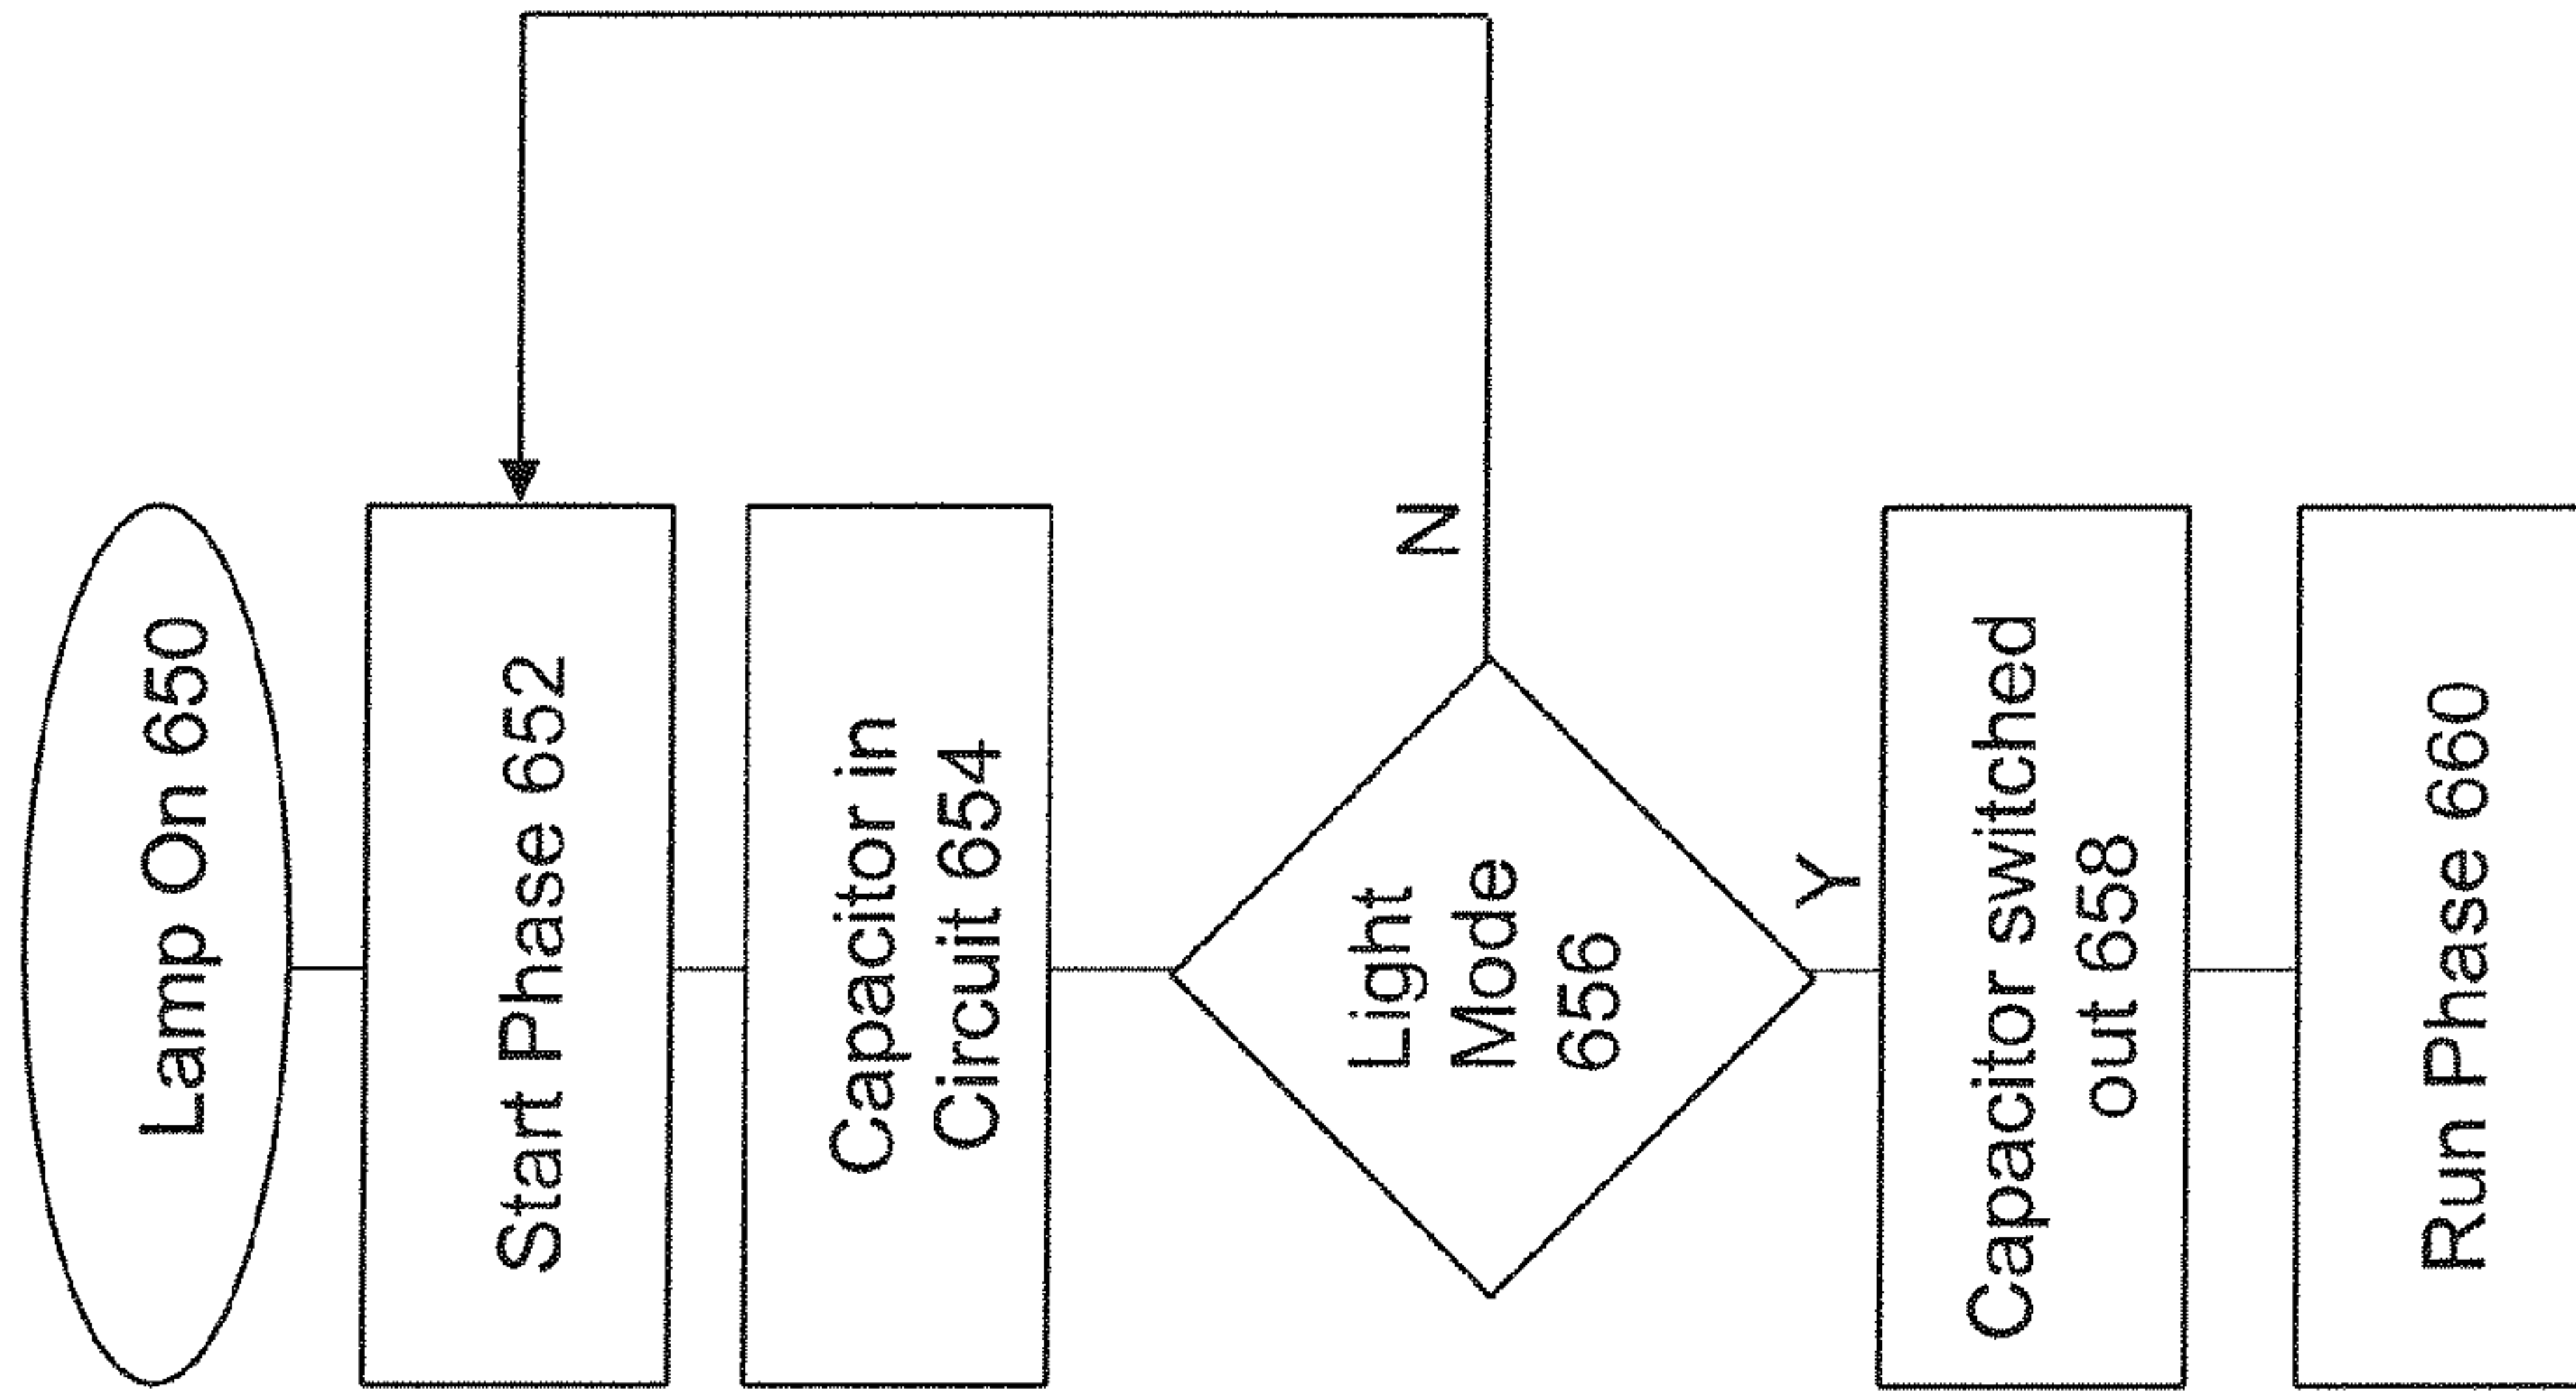 Lamp On 650
Start Phase 652
Capacitor in
Circuit 654
Light
Mode
656
N
Y
Capacitor switched
out 658
Run Phase 660